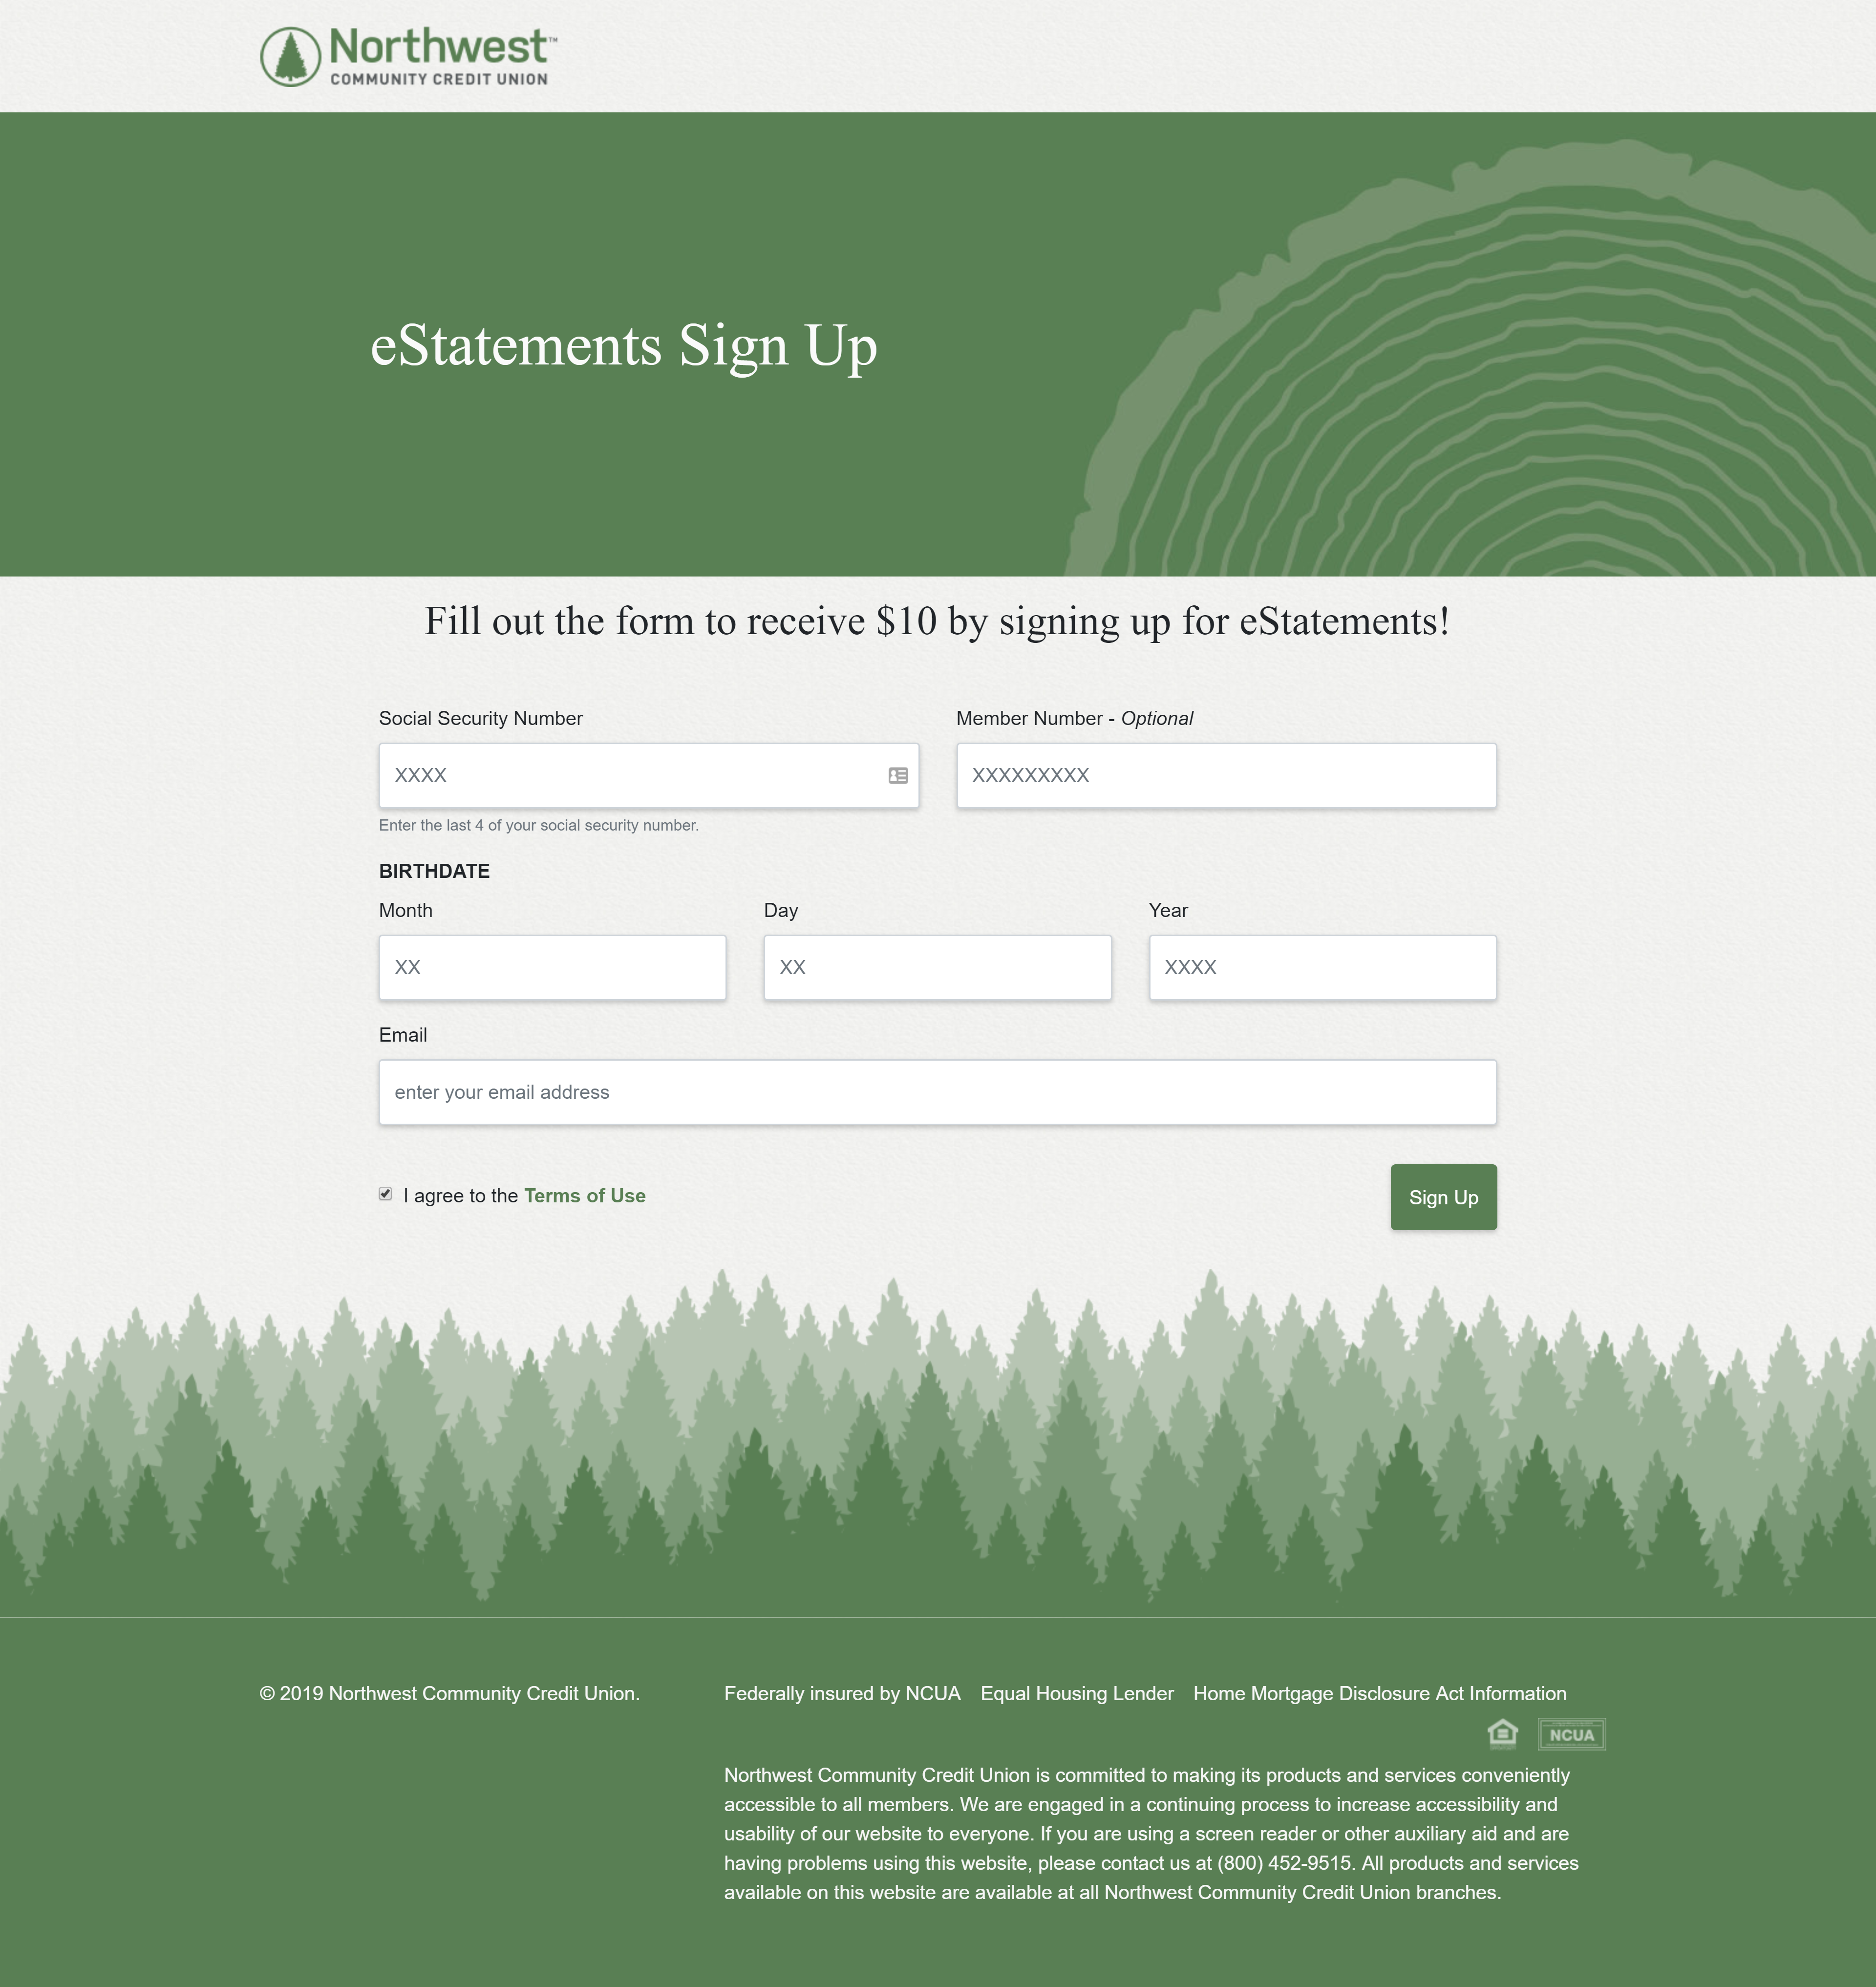 Northwest™
COMMUNITY CREDIT UNION
eStatements Sign Up
Fill out the form to receive $10 by signing up for eStatements!
Social Security Number
XXXX
Enter the last 4 of your social security number.
Member Number - Optional
XXXXXXXXX
BIRTHDATE
Month
XX
Day
XX
Year
XXXX
Email
enter your email address
I agree to the Terms of Use
Sign Up
© 2019 Northwest Community Credit Union.
Federally insured by NCUA Equal Housing Lender Home Mortgage Disclosure Act Information
NCUA
Northwest Community Credit Union is committed to making its products and services conveniently
accessible to all members. We are engaged in a continuing process to increase accessibility and
usability of our website to everyone. If you are using a screen reader or other auxiliary aid and are
having problems using this website, please contact us at (800) 452-9515. All products and services
available on this website are available at all Northwest Community Credit Union branches.